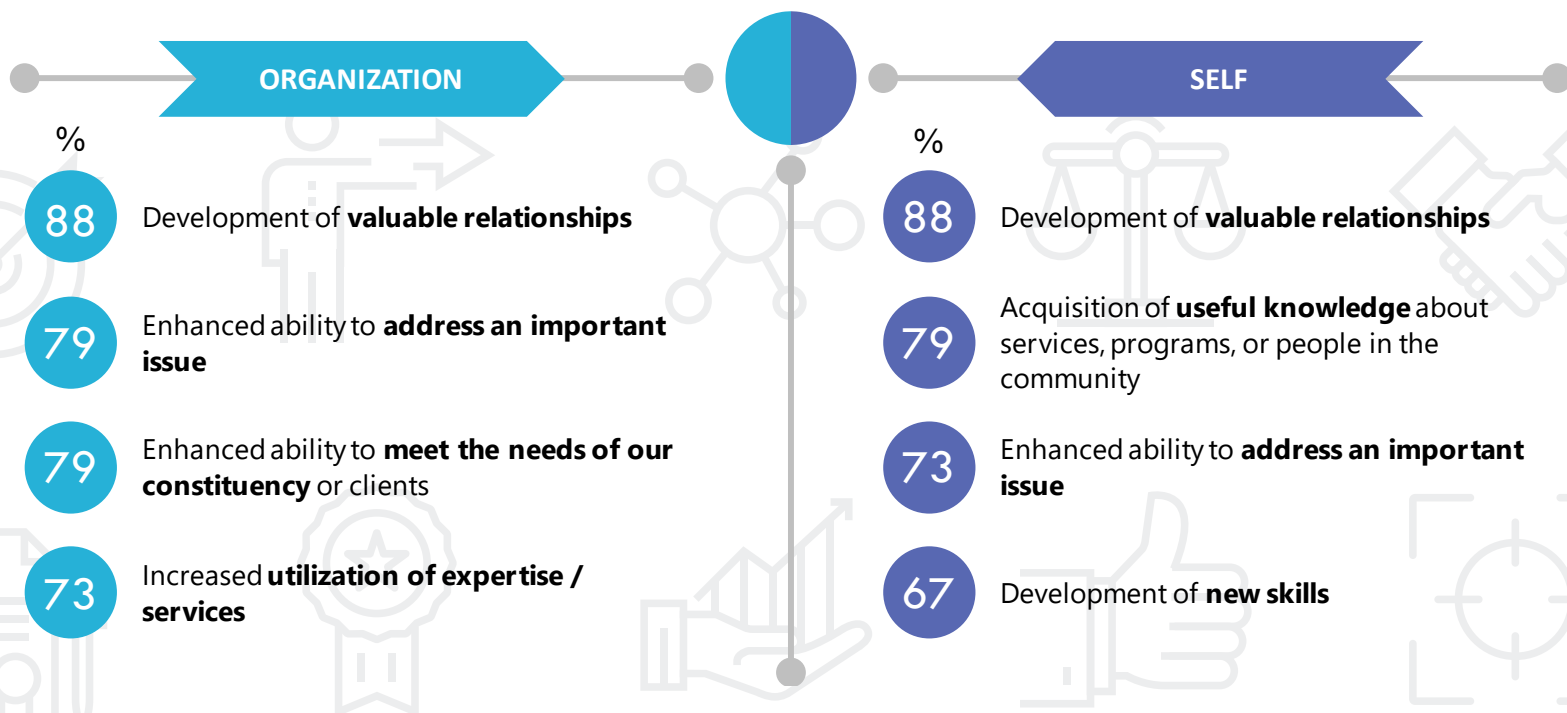 ORGANIZATION
%
88
Development of valuable relationships
79
Enhanced ability to address an important
issue
79
Enhanced ability to meet the needs of our
constituency or clients
73
Increased utilization of expertise /
services
SELF
%
88
Development of valuable relationships
79
Acquisition of useful knowledge about
services, programs, or people in the
community
73
Enhanced ability to address an important
issue
67
Development of new skills